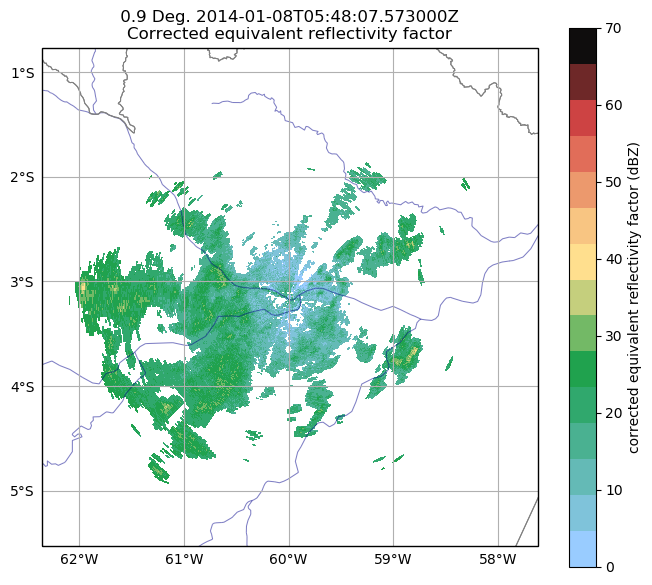 0.9 Deg. 2014-01-08T05:48:07.573000Z
Corrected equivalent reflectivity factor
1°S
2°S
3°S
4°S
5°S
62°W
61°W
60°W
59°W
58°W
70
60
50
40
30
20
10
0
corrected equivalent reflectivity factor (dBZ)